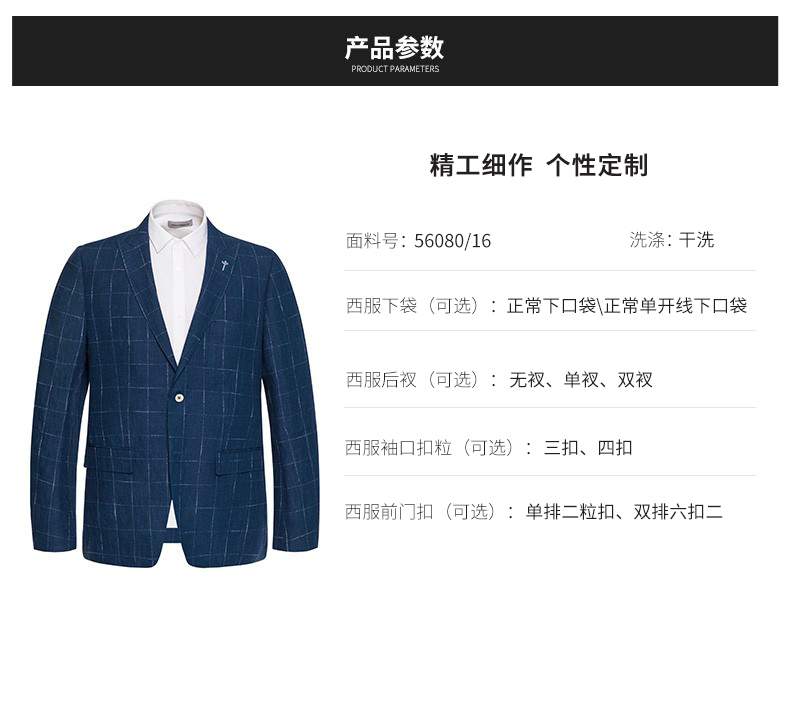 产品参数
PRODUCT PARAMETERS
精工细作 个性定制
面料号：56080/16 洗涤：干洗
西服下袋（可选）：正常下口袋\正常单开线下口袋
西服后衩（可选）：无衩、单衩、双衩
西服袖口扣粒（可选）：三扣、四扣
西服前门扣（可选）：单排二粒扣、双排六扣二